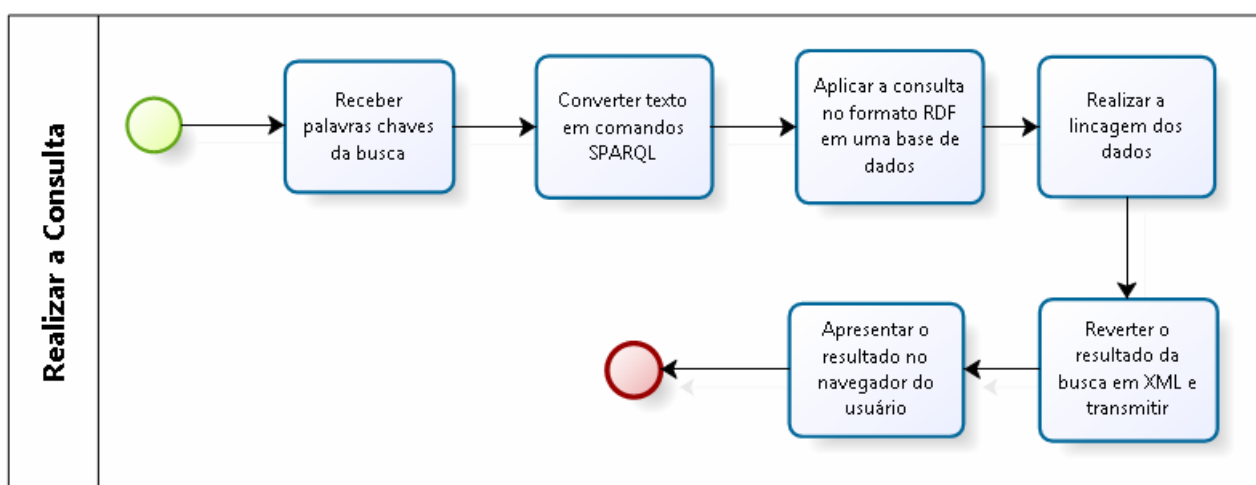 Realizar a Consulta
Receber
palavras chaves
da busca
Converter texto
em comandos
SPARQL
Aplicar a consulta
no formato RDF
em uma base de
dados
Realizar a
lincagem dos
dados
Reverter o
resultado da
busca em XML e
transmitir
Apresentar o
resultado no
navegador do
usuário